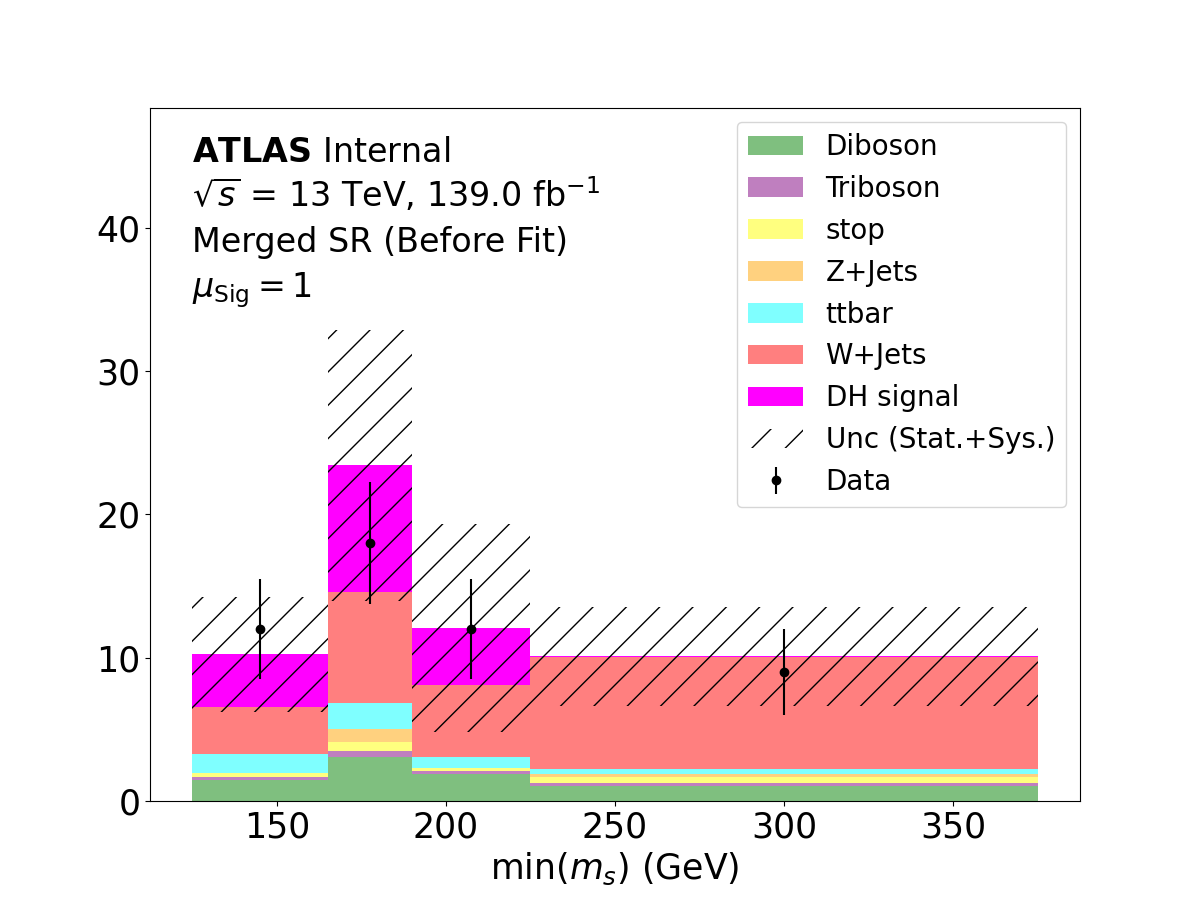 ATLAS Internal
√s = 13 TeV, 139.0 fb⁻¹
Merged SR (Before Fit)
μSig = 1
Diboson
Triboson
stop
Z+Jets
ttbar
W+Jets
DH signal
Unc (Stat.+Sys.)
Data
40
30
20
10
0
150 200 250 300 350
min(mₛ) (GeV)